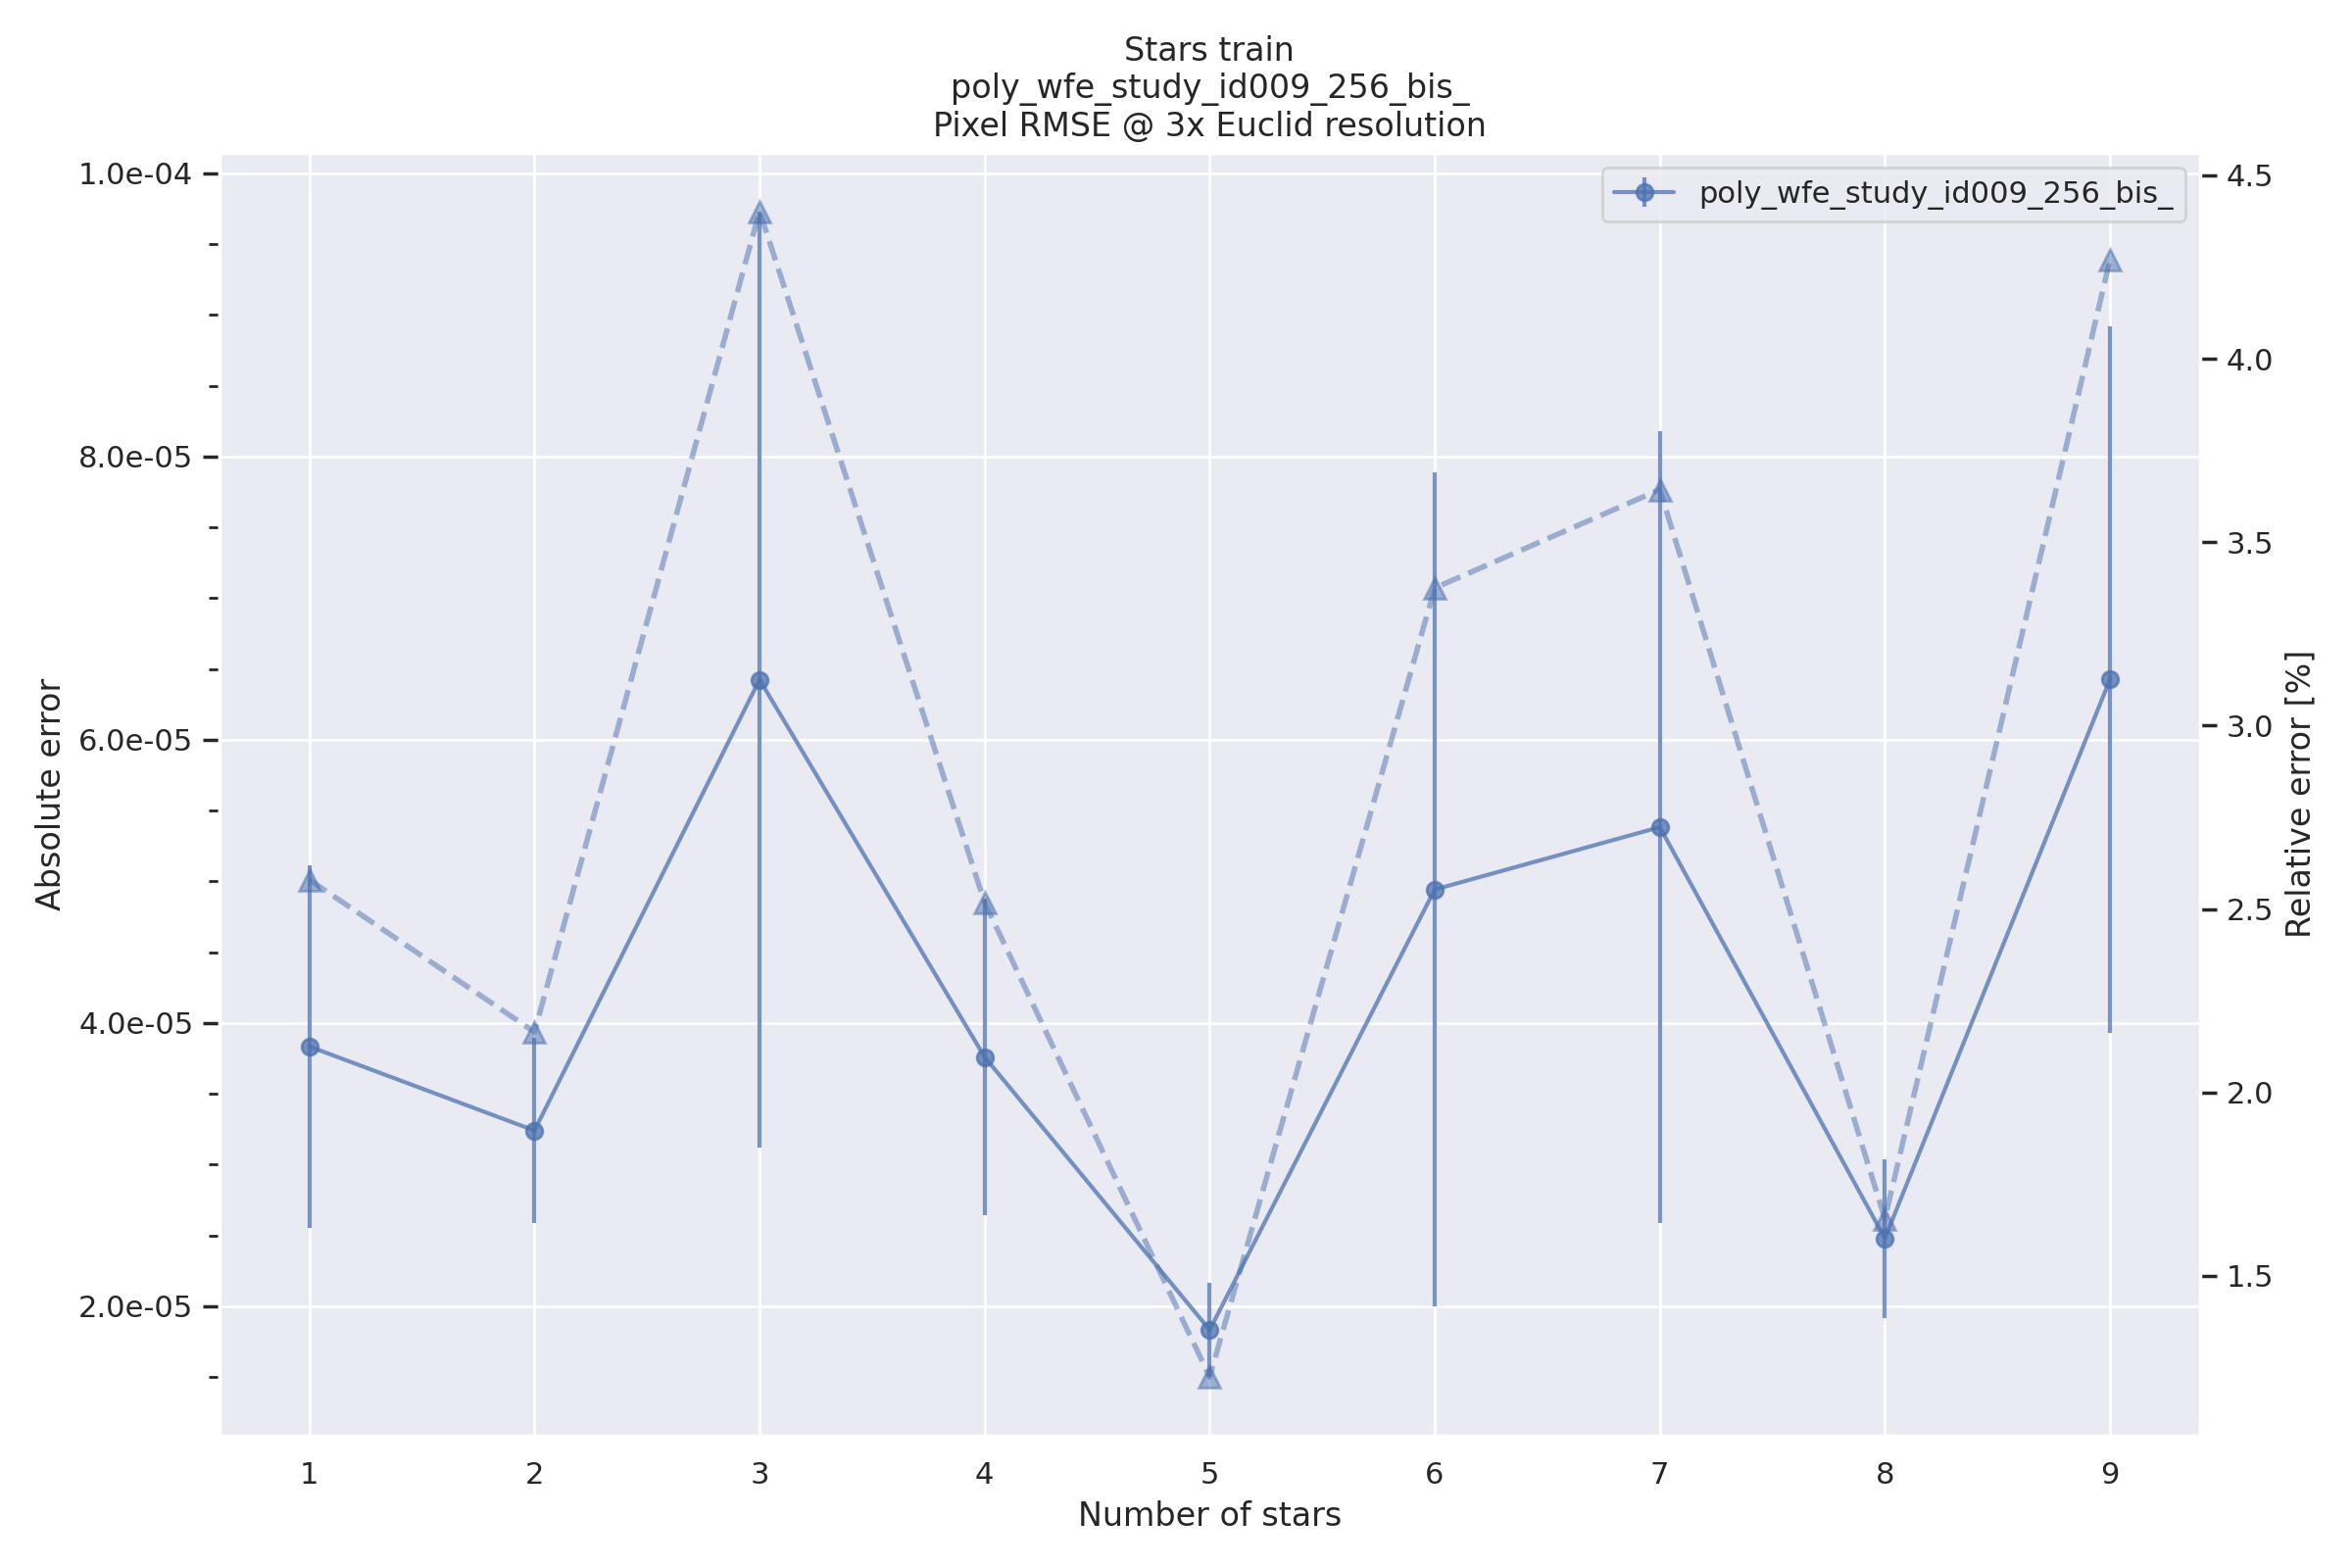 Stars train
poly_wfe_study_id009_256_bis_
Pixel RMSE @ 3x Euclid resolution
poly_wfe_study_id009_256_bis_
Absolute error
1.0e-04
8.0e-05
6.0e-05
4.0e-05
2.0e-05
4.5
4.0
3.5
3.0
2.5
2.0
1.5
Relative error [%]
1 2 3 4 5 6 7 8 9
Number of stars